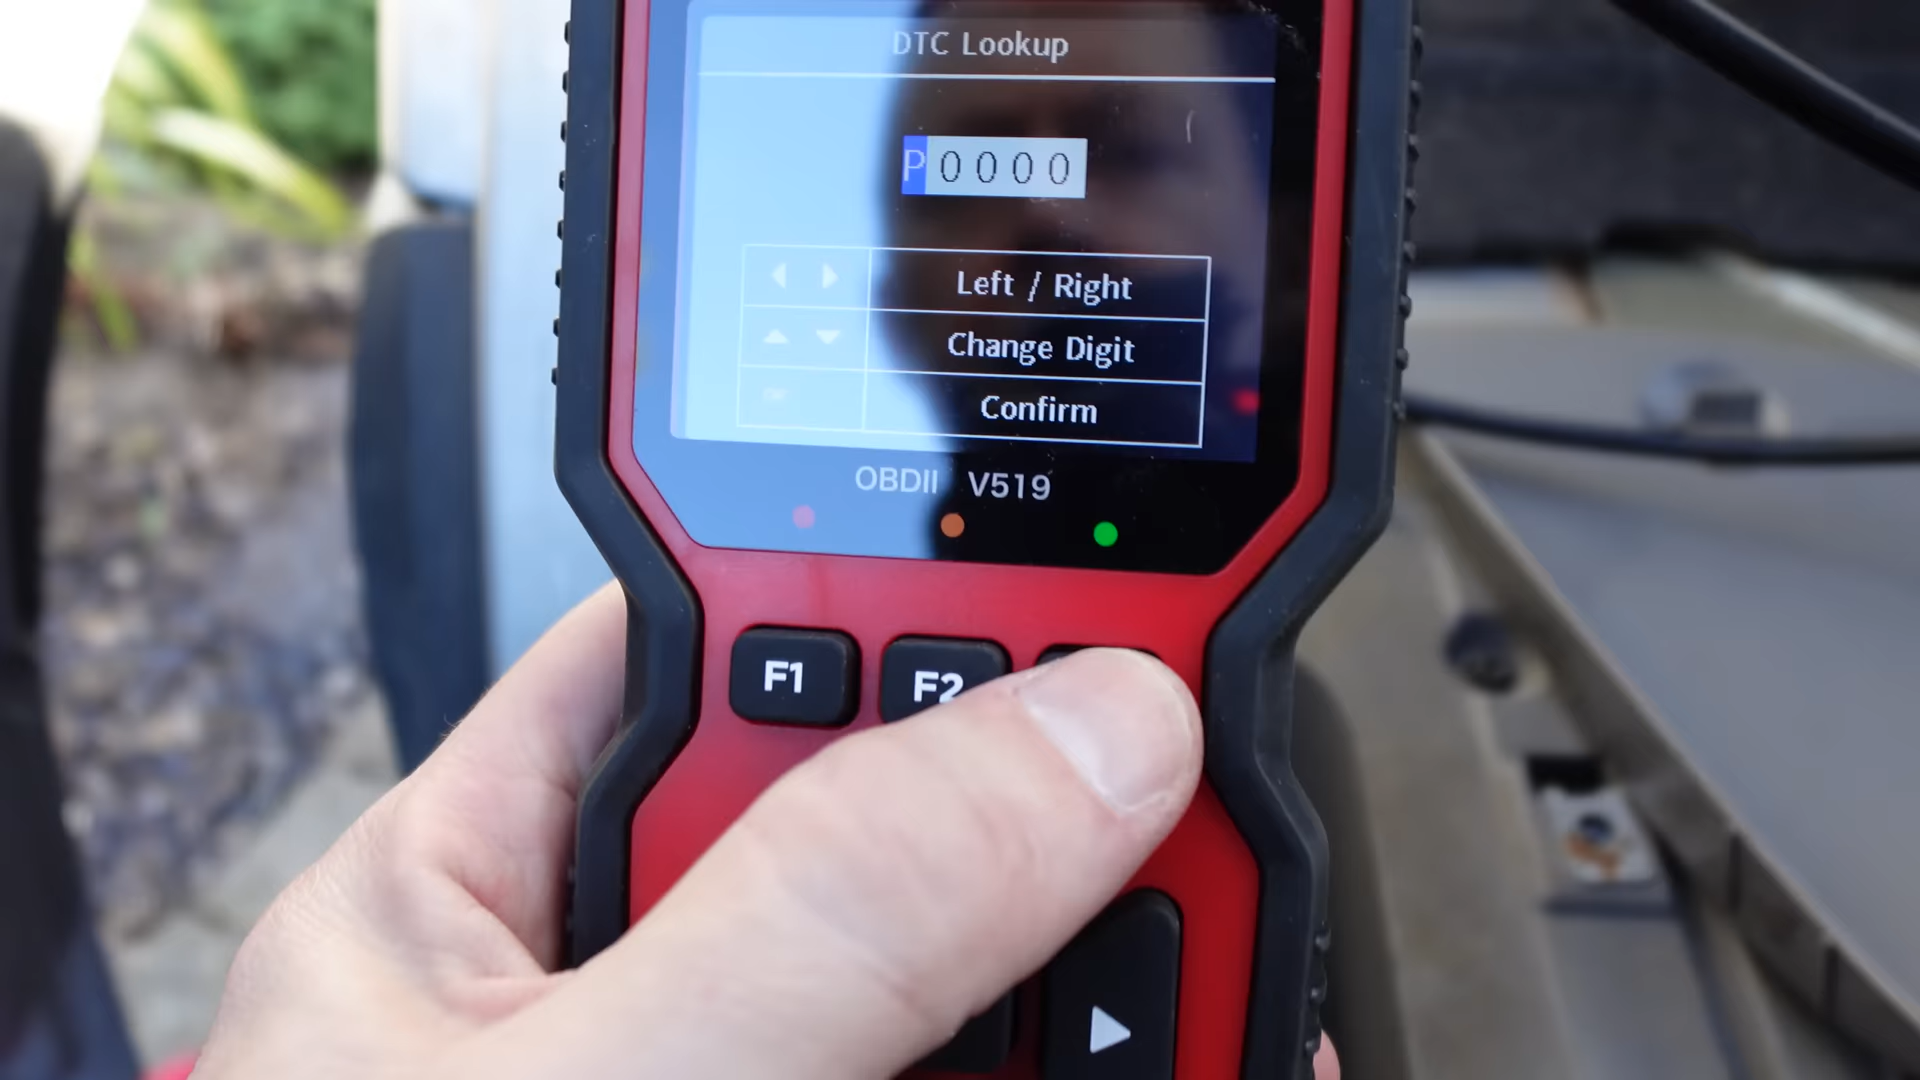 DTC Lookup
P0000
Left / Right
Change Digit
Confirm
OBDII V519
F1
F2